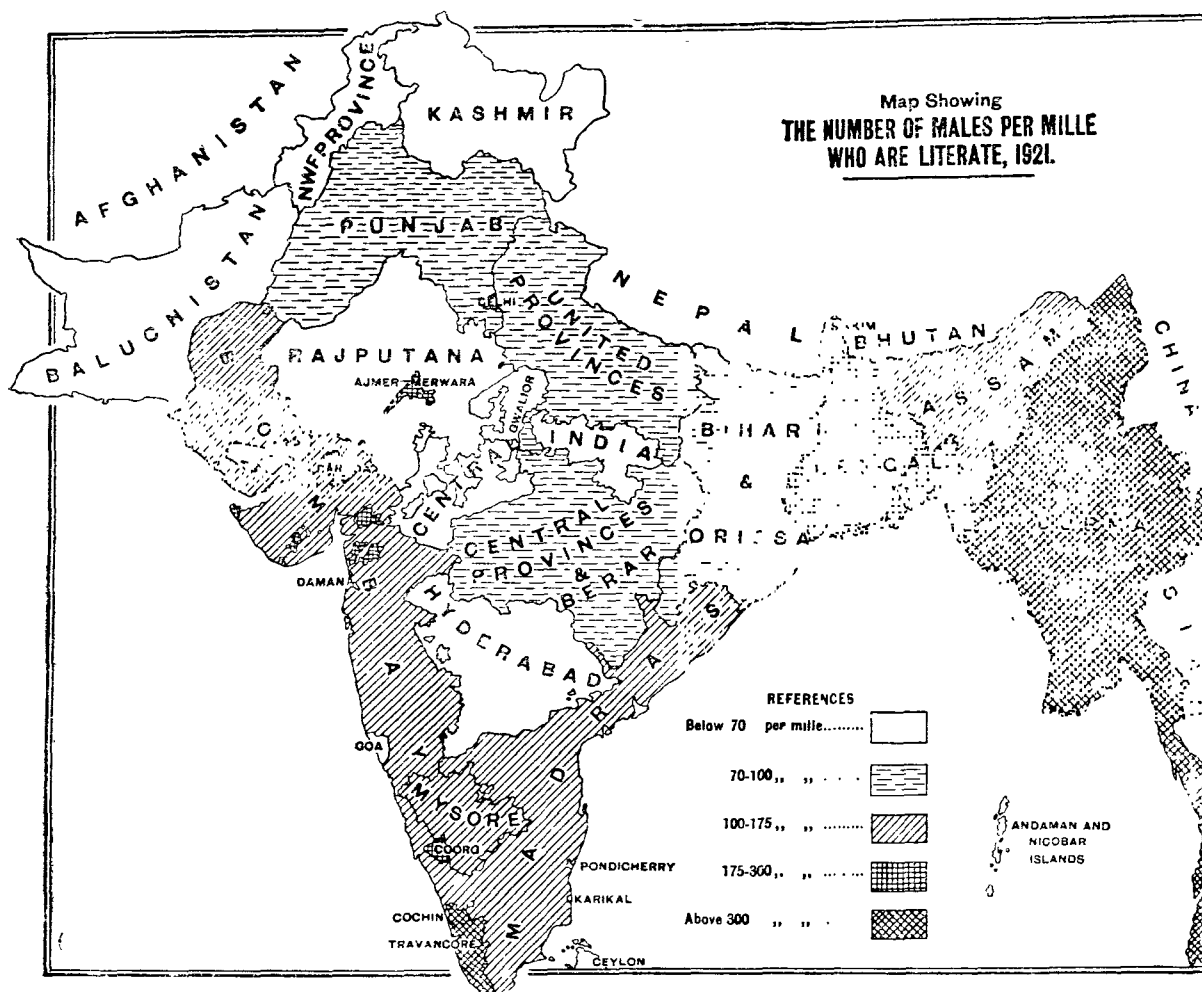 Map Showing
THE NUMBER OF MALES PER MILLE
WHO ARE LITERATE, 1921.
AFGHANISTAN
NWFPROVINCE
KASHMIR
BALUCHISTAN
PUNJAB
DELHI
UNITED
PROVINCES
NEPAL
BHUTAN
ASSAM
CHINA
RAJPUTANA
AJMER-MERWARA
GWALIOR
CENTRAL
INDIA
BIHAR
&
ORISSA
CENTRAL
PROVINCES
&
BERAR
DAMAN
HYDERABAD
GOA
MYSORE
COORG
MADRAS
PONDICHERRY
KARIKAL
COCHIN
TRAVANCORE
CEYLON
REFERENCES
Below 70 per mille.........
70-100 ,, ,, . . . .
100-175 ,, ,, .........
175-300 ,, ,, .........
Above 300 ,, ,, .
ANDAMAN AND
NICOBAR
ISLANDS